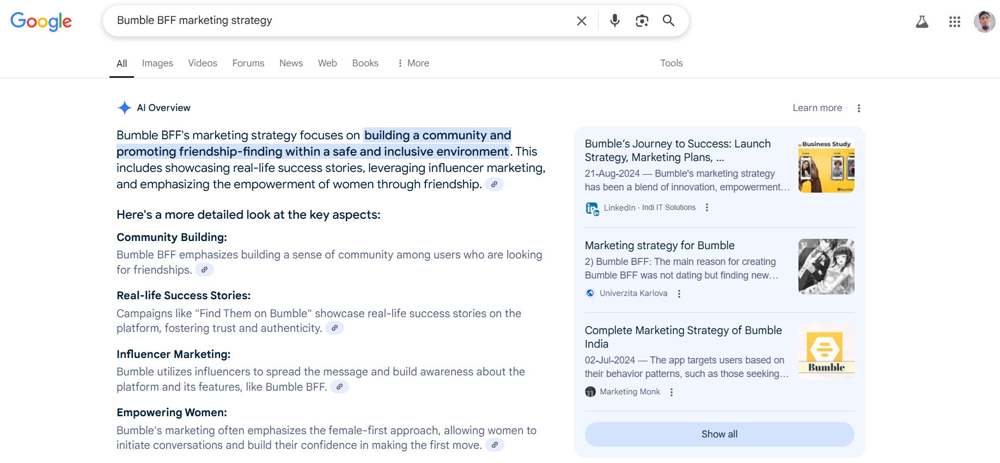 Google
Bumble BFF marketing strategy
All Images Videos Forums News Web Books More Tools
AI Overview
Learn more
Bumble BFF's marketing strategy focuses on building a community and
promoting friendship-finding within a safe and inclusive environment. This
includes showcasing real-life success stories, leveraging influencer marketing,
and emphasizing the empowerment of women through friendship.
Here's a more detailed look at the key aspects:
Community Building:
Bumble BFF emphasizes building a sense of community among users who are looking
for friendships.
Real-life Success Stories:
Campaigns like "Find Them on Bumble" showcase real-life success stories on the
platform, fostering trust and authenticity.
Influencer Marketing:
Bumble utilizes influencers to spread the message and build awareness about the
platform and its features, like Bumble BFF.
Empowering Women:
Bumble's marketing often emphasizes the female-first approach, allowing women to
initiate conversations and build their confidence in making the first move.
Bumble's Journey to Success: Launch
Strategy, Marketing Plans, ...
21-Aug-2024 — Bumble's marketing strategy
has been a blend of innovation, empowerment...
LinkedIn · Indi IT Solutions
Business Study
Bumble
Marketing strategy for Bumble
2) Bumble BFF: The main reason for creating
Bumble BFF was not dating but finding new...
Univerzita Karlova
Complete Marketing Strategy of Bumble
India
02-Jul-2024 — The app targets users based on
their behavior patterns, such as those seeking...
Marketing Monk
Bumble
Show all